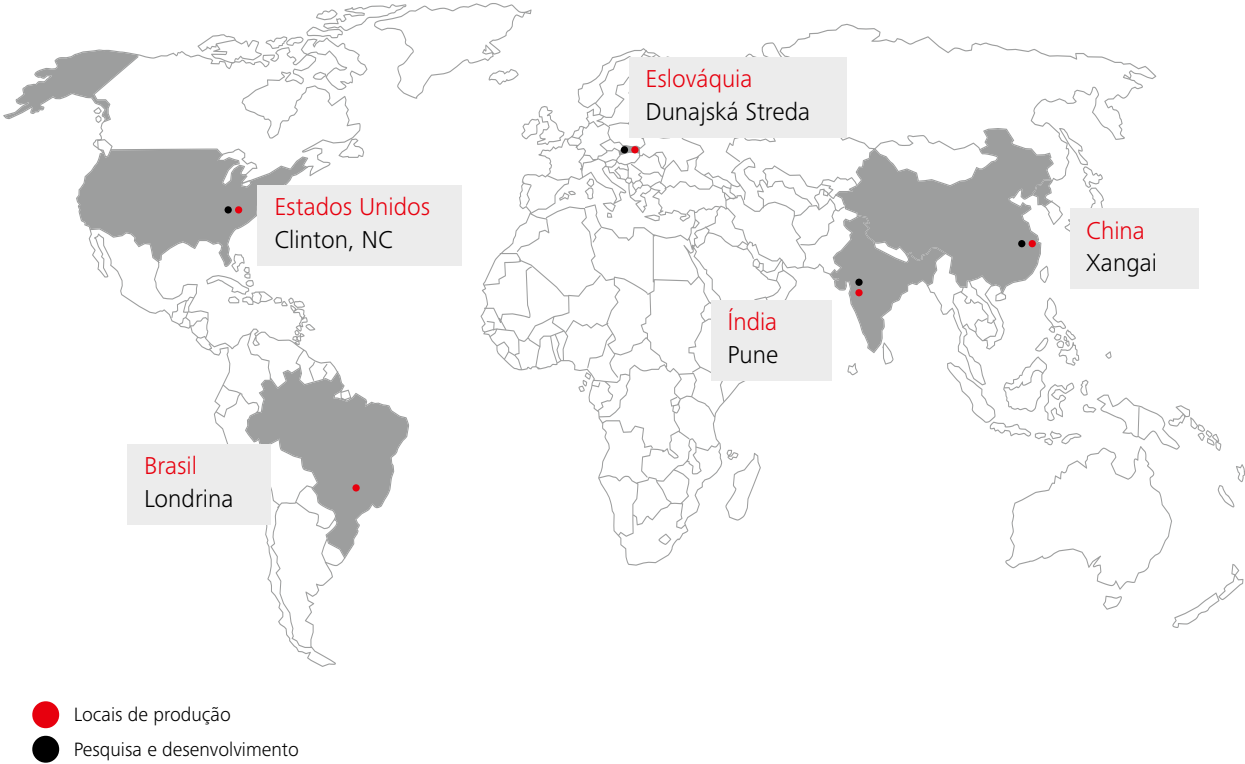 Eslováquia
Dunajská Streda
Estados Unidos
Clinton, NC
China
Xangai
Índia
Pune
Brasil
Londrina
Locais de produção
Pesquisa e desenvolvimento